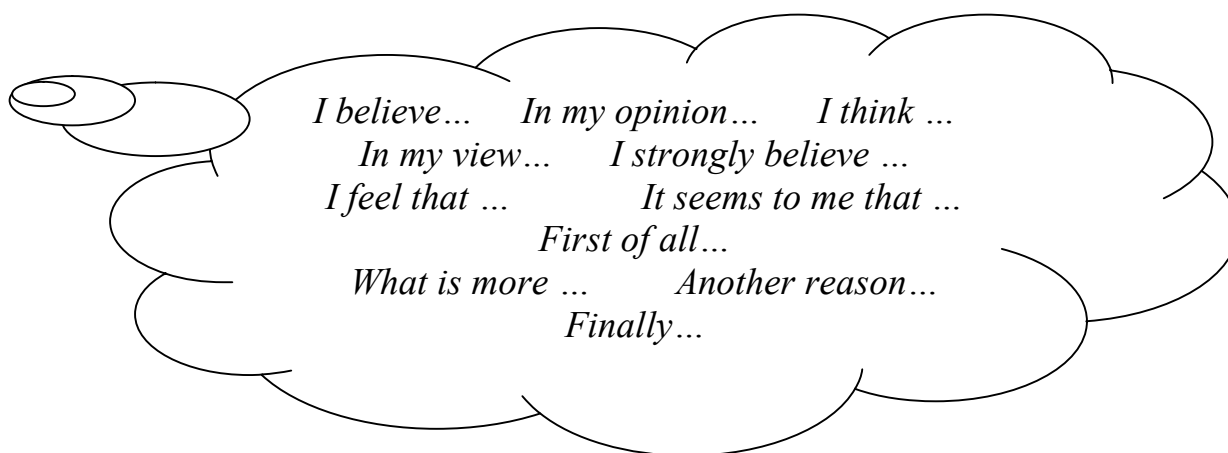 I believe… In my opinion… I think …
In my view… I strongly believe …
I feel that … It seems to me that …
First of all…
What is more … Another reason…
Finally…